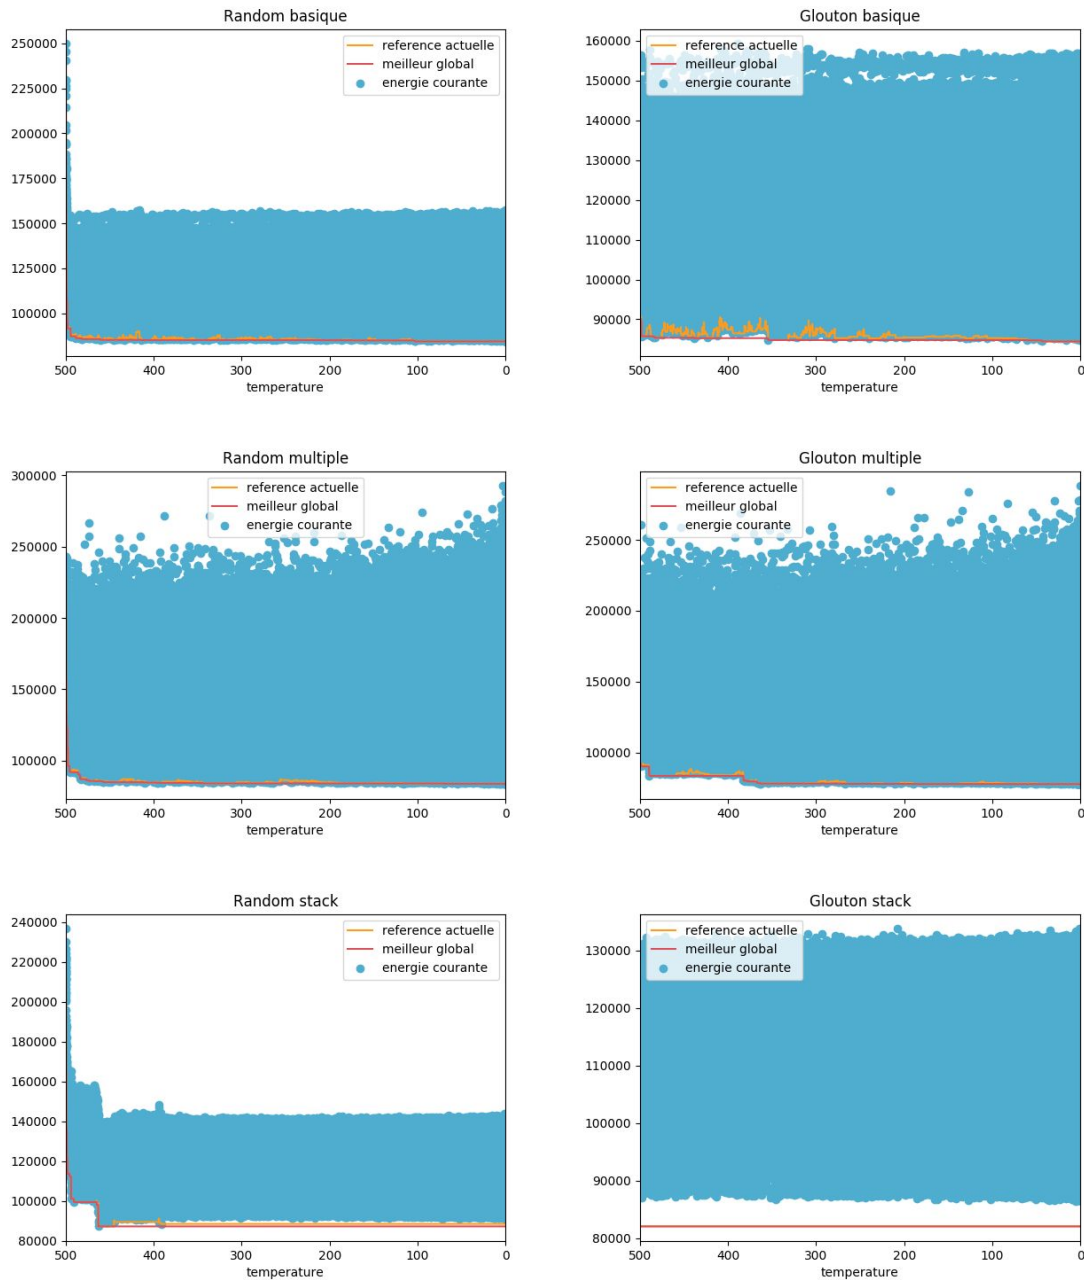 Random basique
250000
225000
200000
175000
150000
125000
100000
500 400 300 200 100 0
temperature
reference actuelle
meilleur global
energie courante
Glouton basique
160000
150000
140000
130000
120000
110000
100000
90000
500 400 300 200 100 0
temperature
reference actuelle
meilleur global
energie courante
Random multiple
300000
250000
200000
150000
100000
500 400 300 200 100 0
temperature
reference actuelle
meilleur global
energie courante
Glouton multiple
250000
200000
150000
100000
500 400 300 200 100 0
temperature
reference actuelle
meilleur global
energie courante
Random stack
240000
220000
200000
180000
160000
140000
120000
100000
80000
500 400 300 200 100 0
temperature
reference actuelle
meilleur global
energie courante
Glouton stack
130000
120000
110000
100000
90000
80000
500 400 300 200 100 0
temperature
reference actuelle
meilleur global
energie courante